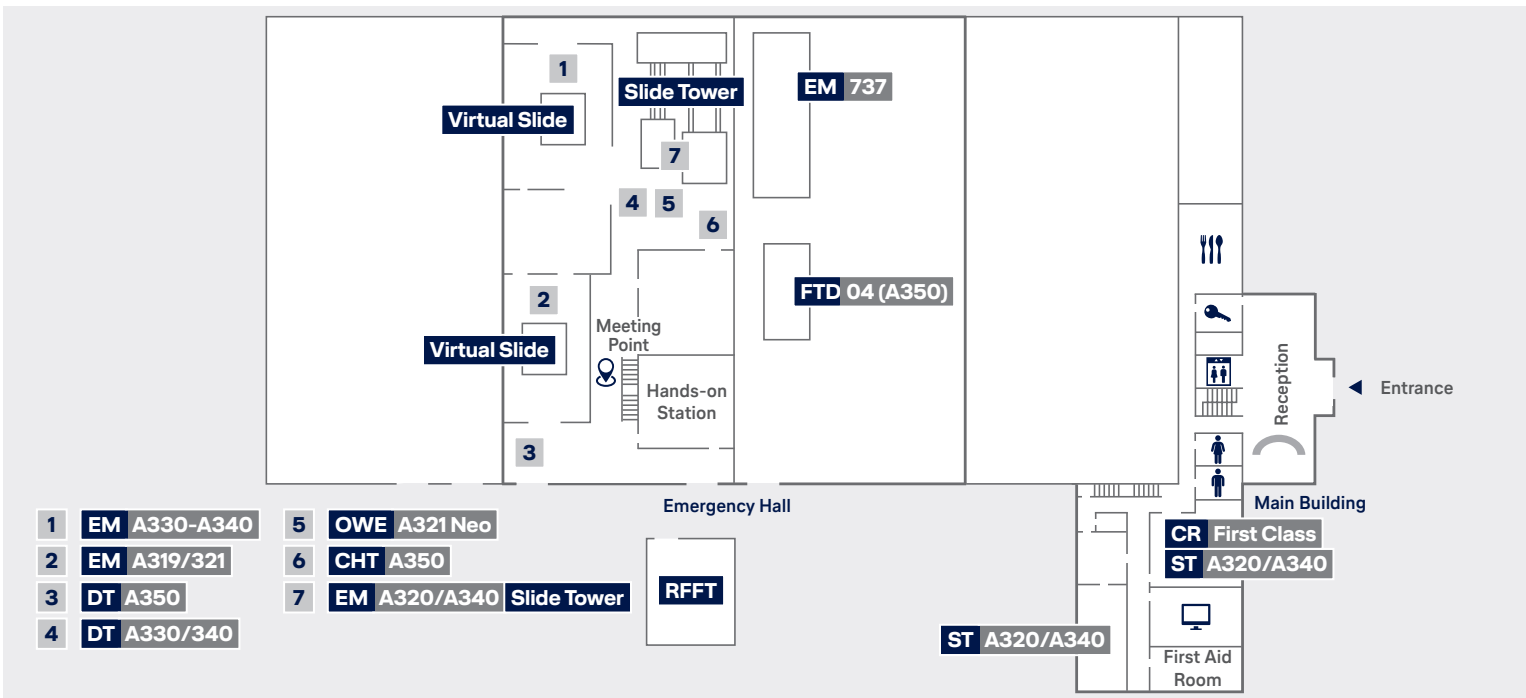 1
Slide Tower
EM 737
Virtual Slide
7
4
5
6
2
FTD 04 (A350)
Meeting
Point
Virtual Slide
Hands-on
Station
3
Reception
Entrance
Emergency Hall
Main Building
1 EM A330-A340
2 EM A319/321
3 DT A350
4 DT A330/340
5 OWE A321 Neo
6 CHT A350
7 EM A320/A340 Slide Tower
RFFT
CR First Class
ST A320/A340
ST A320/A340
First Aid
Room